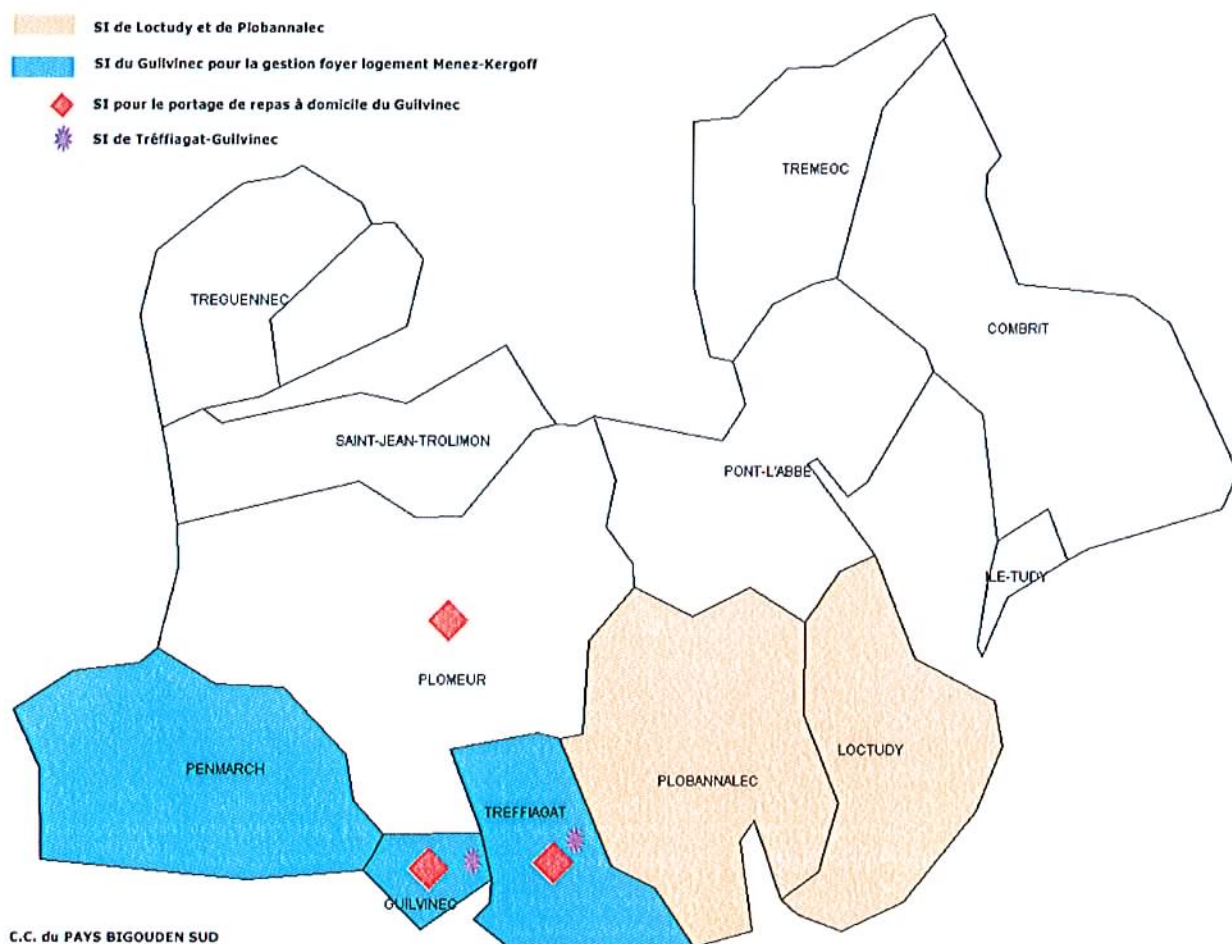 SI de Loctudy et de Plobannalec
SI du Guilvinec pour la gestion foyer logement Menez-Kergoff
SI pour le portage de repas à domicile du Guilvinec
SI de Tréffiagat-Guilvinec
TREMEOC
TREGUENNEC
COMBRIT
SAINT-JEAN-TROLIMON
PONT-L'ABBE
ILE-TUDY
PLOMEUR
LOCTUDY
PENMARCH
PLOBANNALEC
TREFFIAGAT
GUILVINEC
C.C. du PAYS BIGOUDEN SUD